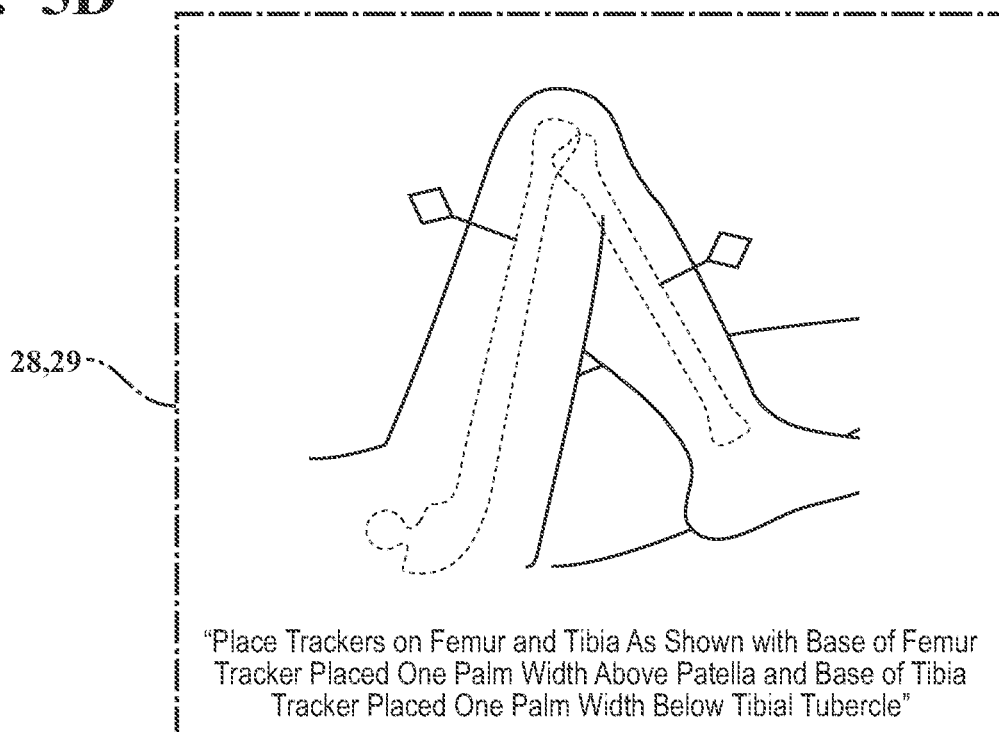 3D
28,29
“Place Trackers on Femur and Tibia As Shown with Base of Femur
Tracker Placed One Palm Width Above Patella and Base of Tibia
Tracker Placed One Palm Width Below Tibial Tubercle”